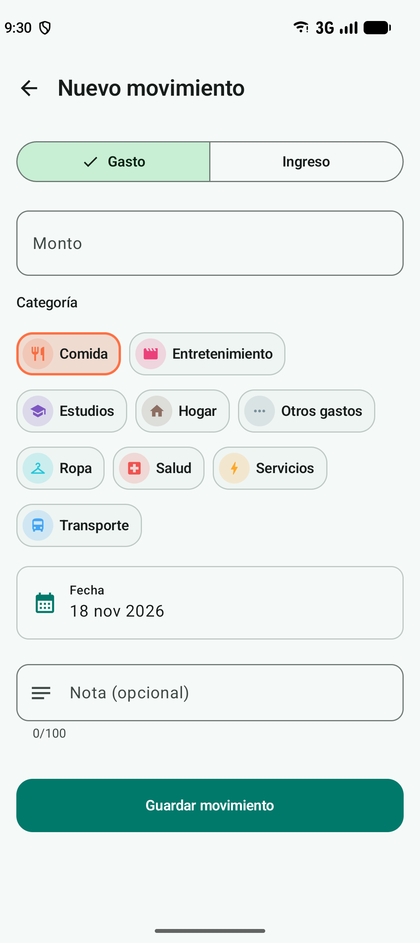 9:30 3G
Nuevo movimiento
Gasto Ingreso
Monto
Categoría
Comida Entretenimiento
Estudios Hogar Otros gastos
Ropa Salud Servicios
Transporte
Fecha
18 nov 2026
Nota (opcional)
0/100
Guardar movimiento